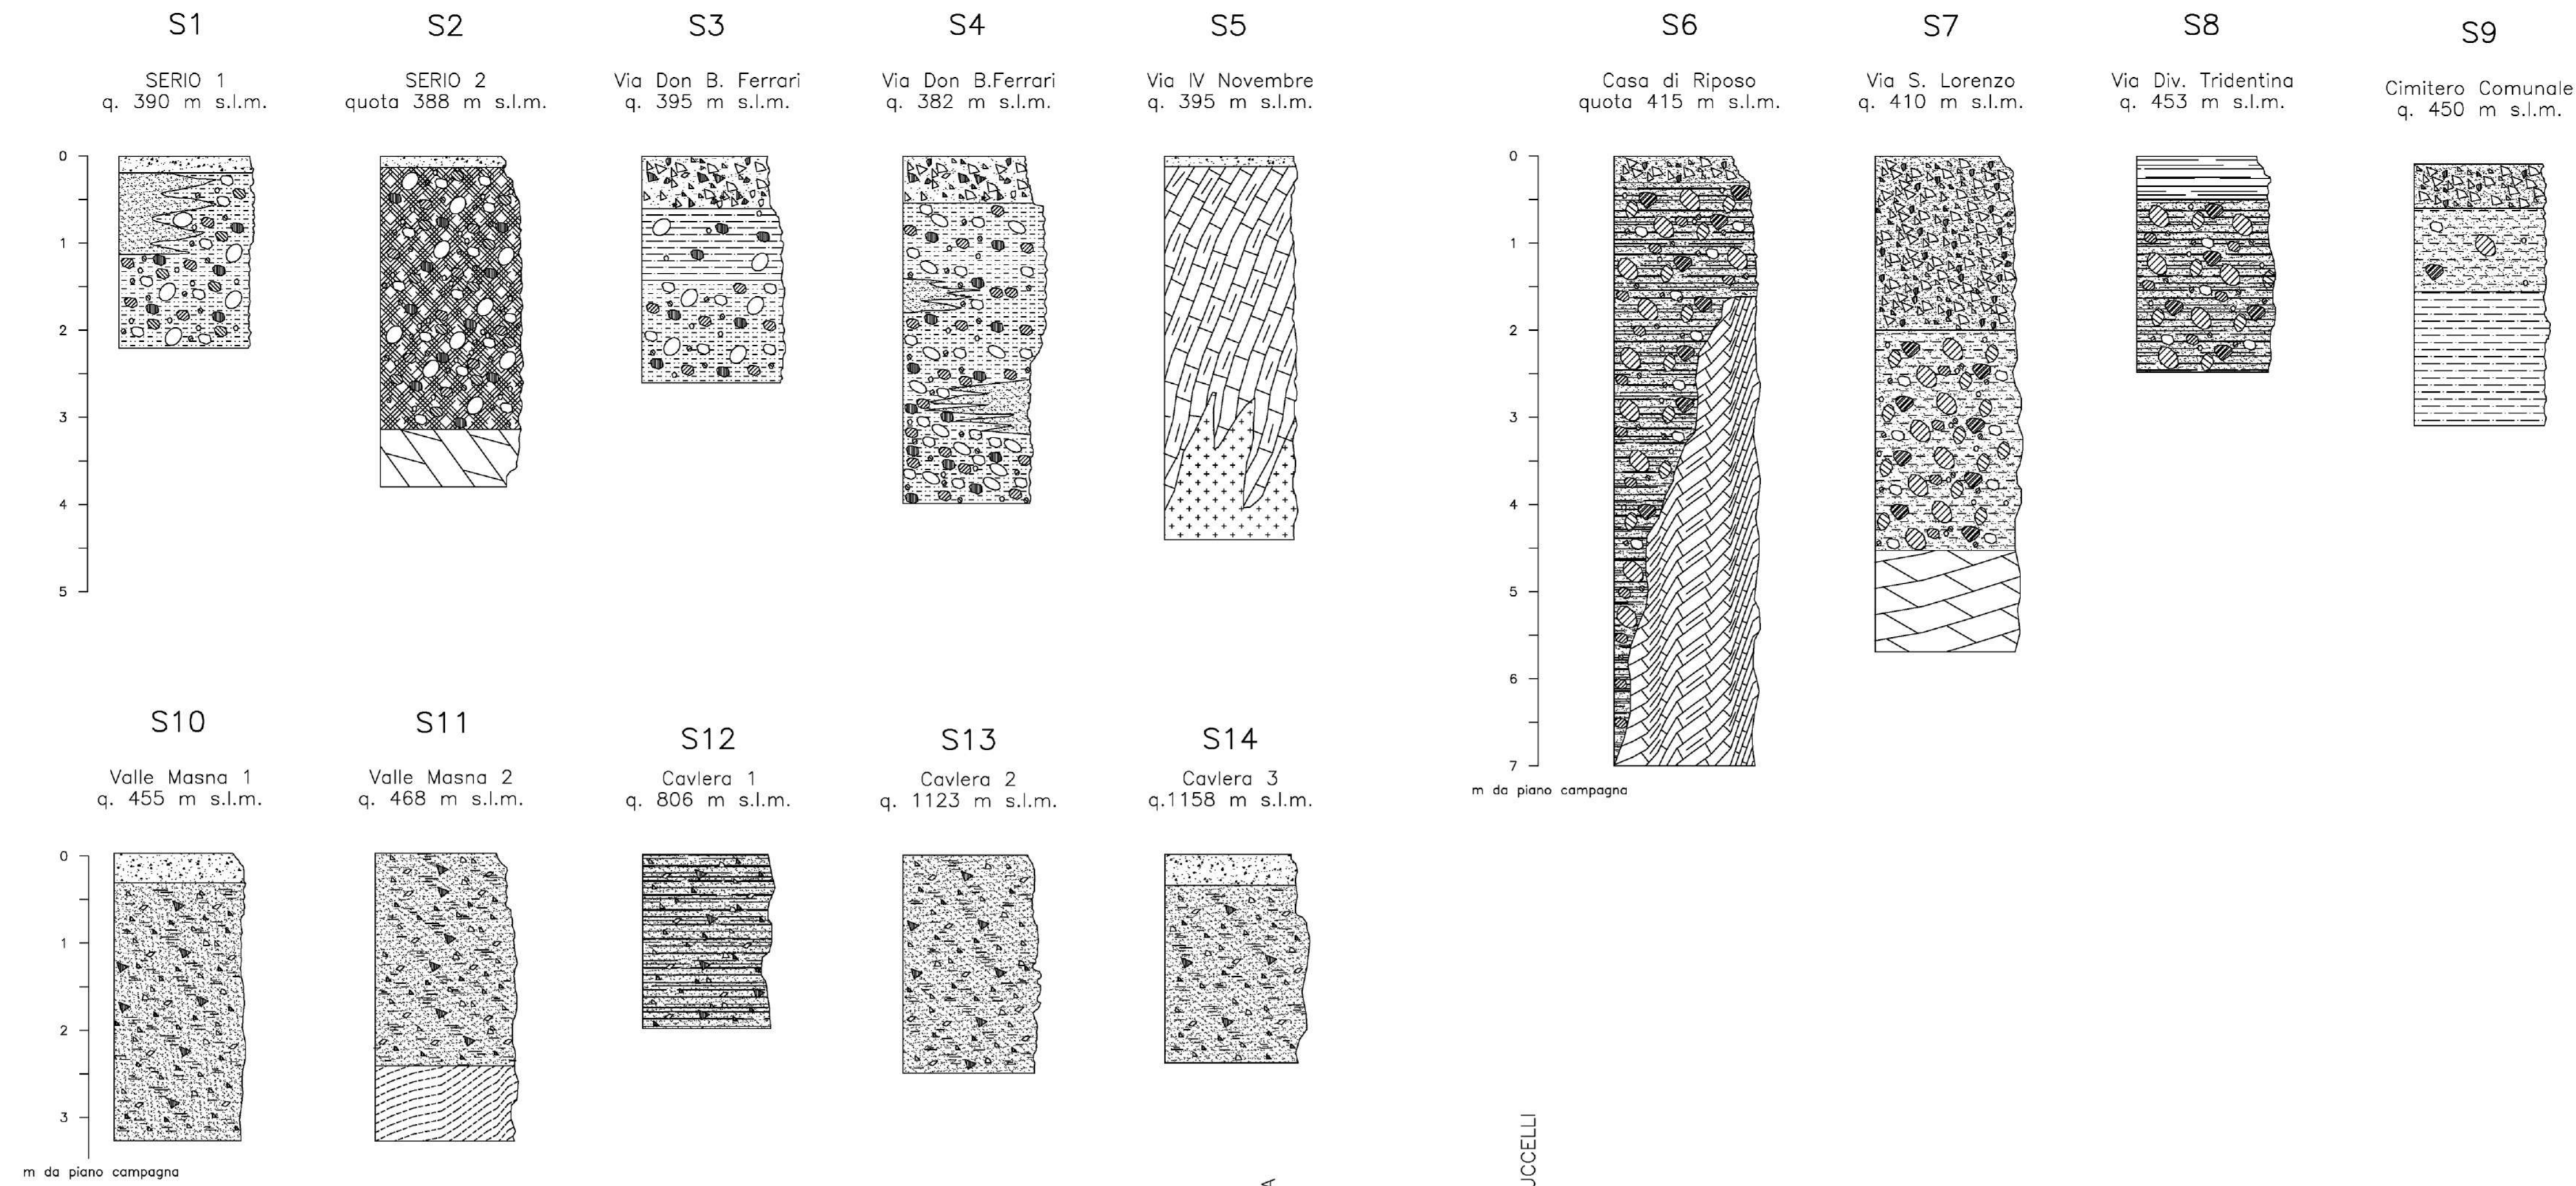 S1
SERIO 1
q. 390 m s.l.m.
S2
SERIO 2
quota 388 m s.l.m.
S3
Via Don B. Ferrari
q. 395 m s.l.m.
S4
Via Don B.Ferrari
q. 382 m s.l.m.
S5
Via IV Novembre
q. 395 m s.l.m.
S6
Casa di Riposo
quota 415 m s.l.m.
S7
Via S. Lorenzo
q. 410 m s.l.m.
S8
Via Div. Tridentina
q. 453 m s.l.m.
S9
Cimitero Comunale
q. 450 m s.l.m.
0
1
2
3
4
5
0
1
2
3
4
5
6
7
m da piano campagna
S10
Valle Masna 1
q. 455 m s.l.m.
S11
Valle Masna 2
q. 468 m s.l.m.
S12
Cavlera 1
q. 806 m s.l.m.
S13
Cavlera 2
q. 1123 m s.l.m.
S14
Cavlera 3
q.1158 m s.l.m.
0
1
2
3
m da piano campagna
A
UCCELLI